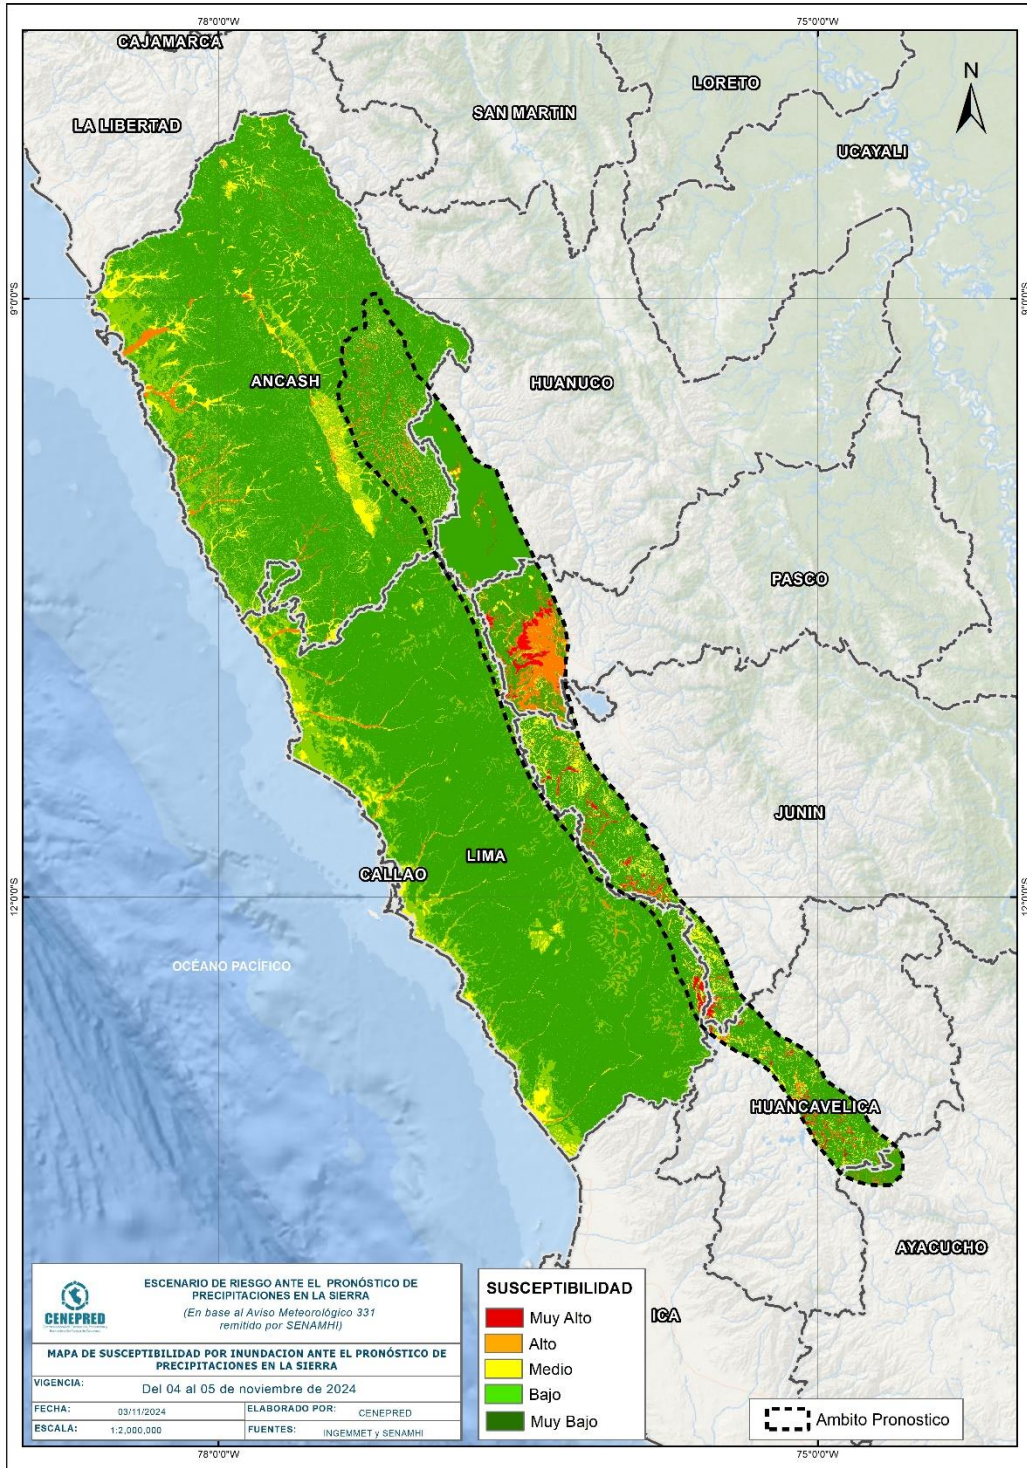 78°0'0"W
75°0'0"W
CAJAMARCA
LA LIBERTAD
SAN MARTIN
LORETO
N
UCAYALI
9°0'0"S
9°0'0"S
ANCASH
HUANUCO
PASCO
JUNIN
LIMA
CALLAO
12°0'0"S
12°0'0"S
OCÉANO PACÍFICO
HUANCAVELICA
AYACUCHO
ICA
CENEPRED
ESCENARIO DE RIESGO ANTE EL PRONÓSTICO DE
PRECIPITACIONES EN LA SIERRA
(En base al Aviso Meteorológico 331
remitido por SENAMHI)
MAPA DE SUSCEPTIBILIDAD POR INUNDACION ANTE EL PRONÓSTICO DE
PRECIPITACIONES EN LA SIERRA
VIGENCIA: Del 04 al 05 de noviembre de 2024
FECHA: 03/11/2024 ELABORADO POR: CENEPRED
ESCALA: 1:2,000,000 FUENTES: INGEMMET y SENAMHI
SUSCEPTIBILIDAD
Muy Alto
Alto
Medio
Bajo
Muy Bajo
Ambito Pronostico
78°0'0"W
75°0'0"W